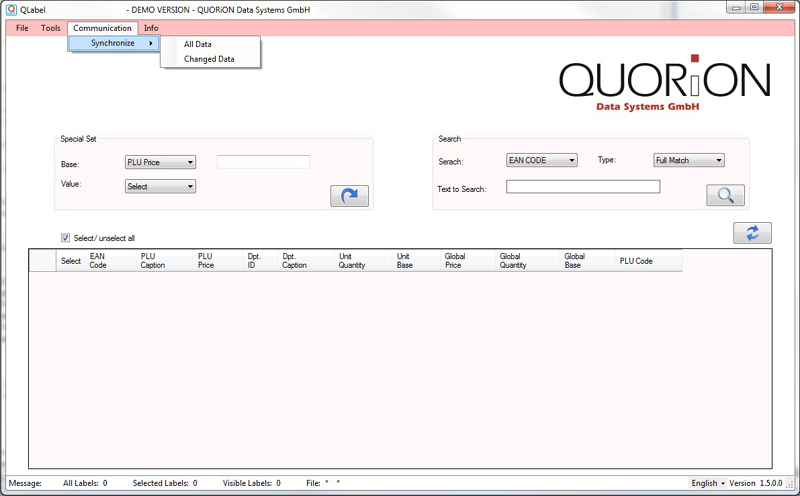 QLabel - DEMO VERSION - QUORiON Data Systems GmbH
File Tools Communication Info
Synchronize
All Data
Changed Data
QUORiON
Data Systems GmbH
Special Set
Base: PLU Price
Value: Select
Search
Serach: EAN CODE Type: Full Match
Text to Search:
Select/ unselect all
Select EAN Code PLU Caption PLU Price Dpt. ID Dpt. Caption Unit Quantity Unit Base Global Price Global Quantity Global Base PLU Code
Message: All Labels: 0 Selected Labels: 0 Visible Labels: 0 File: * * English Version 1.5.0.0